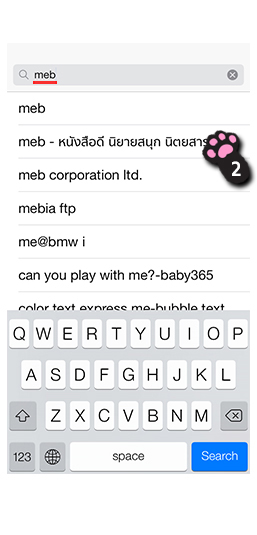 meb
meb
meb - หนังสือดี นิยายสนุก นิตยสาร
2
meb corporation ltd.
mebia ftp
me@bmw i
can you play with me?-baby365
color text express me-bubble text
Q W E R T Y U I O P
A S D F G H J K L
Z X C V B N M
123 space Search